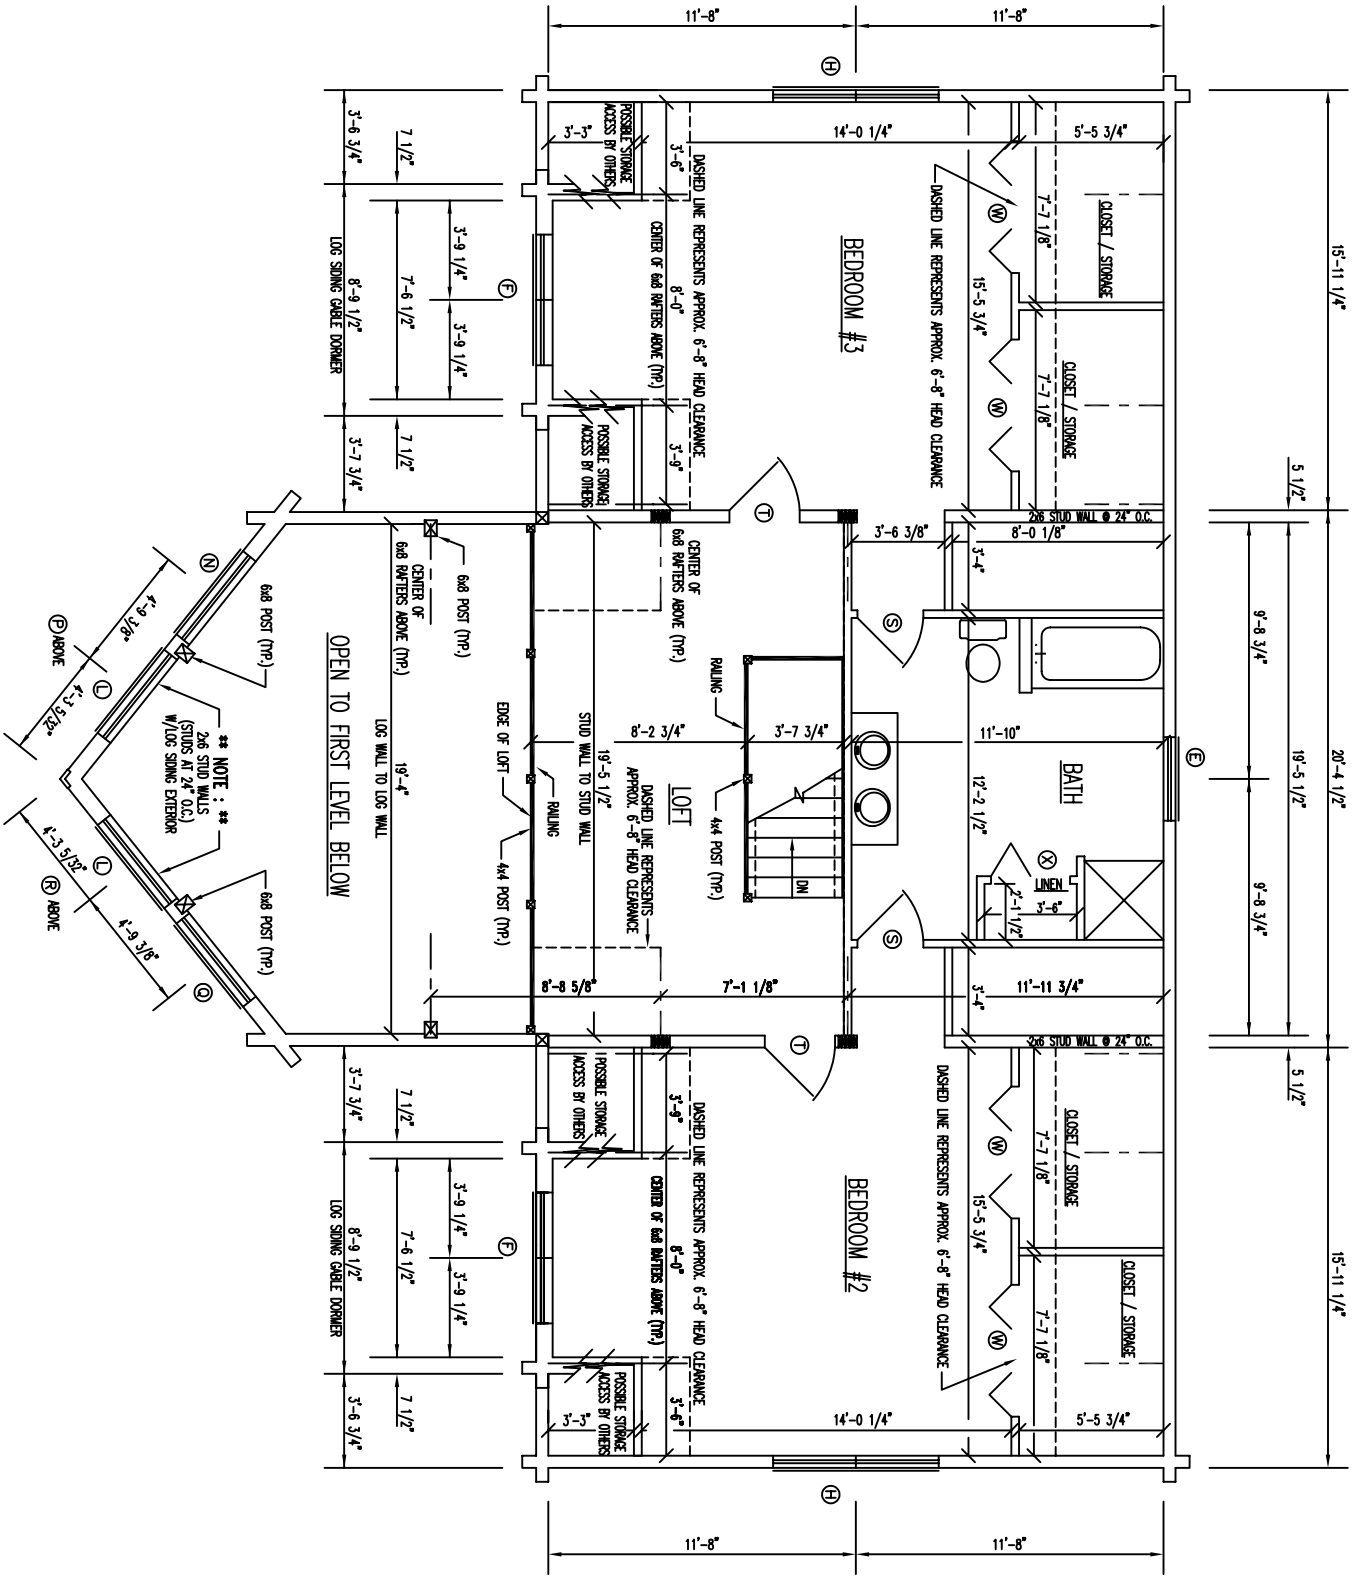 15'-11 1/4"
20'-4 1/2"
15'-11 1/4"
5 1/2"
19'-5 1/2"
5 1/2"
9'-8 3/4"
9'-8 3/4"
E
11'-8"
11'-8"
11'-8"
11'-8"
H
H
5'-5 3/4"
CLOSET / STORAGE
CLOSET / STORAGE
7'-7 1/8"
7'-7 1/8"
W
W
2x6 STUD WALL @ 24" O.C.
8'-0 1/8"
3'-6 3/8"
3'-4"
11'-10"
BATH
12'-2 1/2"
X
LINEN
2'-1 1/2"
3'-6"
11'-11 3/4"
3'-4"
2x6 STUD WALL @ 24" O.C.
CLOSET / STORAGE
CLOSET / STORAGE
7'-7 1/8"
7'-7 1/8"
W
W
5'-5 3/4"
15'-5 3/4"
DASHED LINE REPRESENTS APPROX. 6'-8" HEAD CLEARANCE
S
S
15'-5 3/4"
DASHED LINE REPRESENTS APPROX. 6'-8" HEAD CLEARANCE
14'-0 1/4"
BEDROOM #3
T
T
BEDROOM #2
14'-0 1/4"
DN
3'-7 3/4"
RAILING
4x4 POST (TYP.)
LOFT
8'-2 3/4"
7'-1 1/8"
8'-8 5/8"
CENTER OF
6x8 RAFTERS ABOVE (TYP.)
DASHED LINE REPRESENTS
APPROX. 6'-8" HEAD CLEARANCE
19'-5 1/2"
STUD WALL TO STUD WALL
RAILING
EDGE OF LOFT
4x4 POST (TYP.)
DASHED LINE REPRESENTS APPROX. 6'-8" HEAD CLEARANCE
3'-6"
8'-0"
3'-9"
CENTER OF 6x8 RAFTERS ABOVE (TYP.)
POSSIBLE STORAGE
ACCESS BY OTHERS
POSSIBLE STORAGE
ACCESS BY OTHERS
3'-3"
DASHED LINE REPRESENTS APPROX. 6'-8" HEAD CLEARANCE
3'-9"
8'-0"
3'-6"
CENTER OF 6x8 RAFTERS ABOVE (TYP.)
POSSIBLE STORAGE
ACCESS BY OTHERS
POSSIBLE STORAGE
ACCESS BY OTHERS
3'-3"
F
F
3'-9 1/4"
3'-9 1/4"
7 1/2"
7'-6 1/2"
7 1/2"
3'-6 3/4"
8'-9 1/2"
3'-7 3/4"
LOG SIDING GABLE DORMER
6x8 POST (TYP.)
CENTER OF
6x8 RAFTERS ABOVE (TYP.)
19'-4"
LOG WALL TO LOG WALL
OPEN TO FIRST LEVEL BELOW
3'-9 1/4"
3'-9 1/4"
7 1/2"
7'-6 1/2"
7 1/2"
3'-7 3/4"
8'-9 1/2"
3'-6 3/4"
LOG SIDING GABLE DORMER
6x8 POST (TYP.)
6x8 POST (TYP.)
** NOTE : **
2x6 STUD WALLS
(STUDS AT 24" O.C.)
W/LOG SIDING EXTERIOR
N
L
L
Q
4'-9 3/8"
4'-3 5/32"
4'-3 5/32"
4'-9 3/8"
P ABOVE
R ABOVE